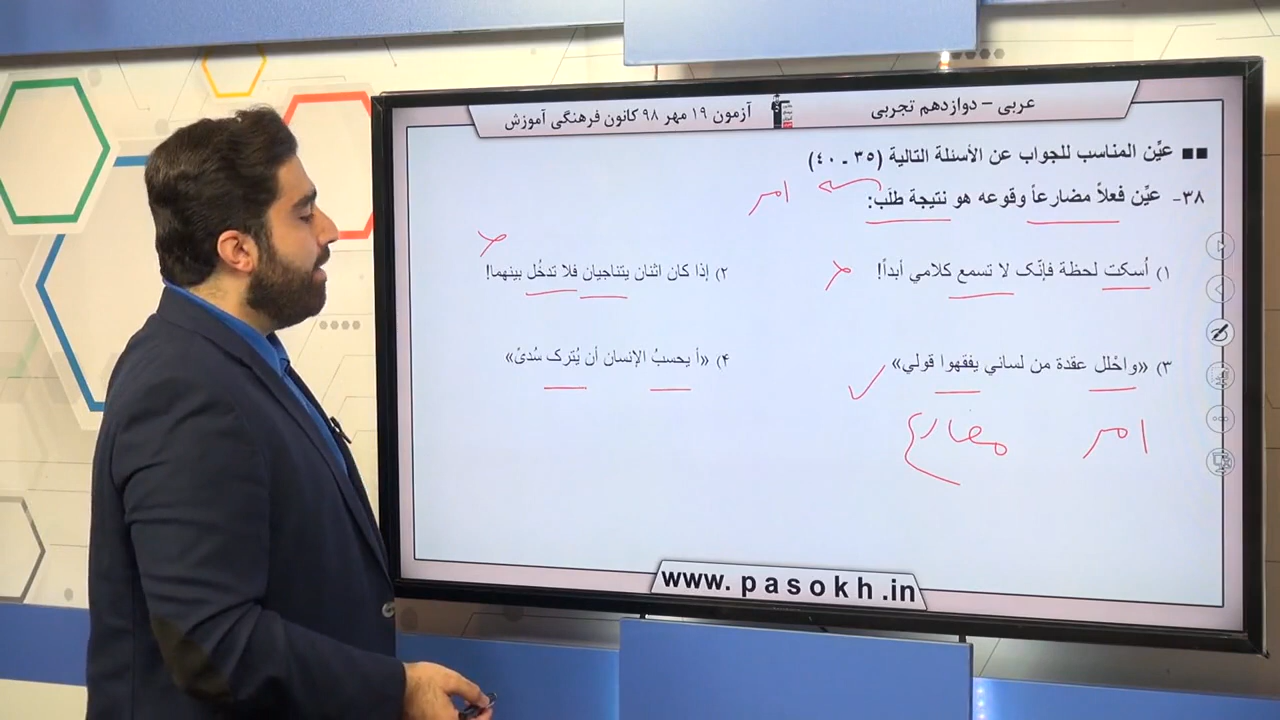 عربی – دوازدهم تجربی
آزمون ۱۹ مهر ۹۸ کانون فرهنگی آموزش
■■ عیِّن المناسب للجواب عن الأسئلة التالیة (۳۵ ـ ۴۰)
۳۸- عیِّن فعلاً مضارعاً وقوعه هو نتیجة طلَب:
امر
۱) اُسکت لحظة فإنّک لا تسمع کلامي أبداً!
۲) إذا کان اثنان یتناجیان فلا تدخُل بینهما!
۳) «واحْلل عقدة من لساني یفقهوا قولي»
۴) «أ یحسبُ الإنسان أن یُترک سُدیً»
امر
مضارع
www.pasokh.in